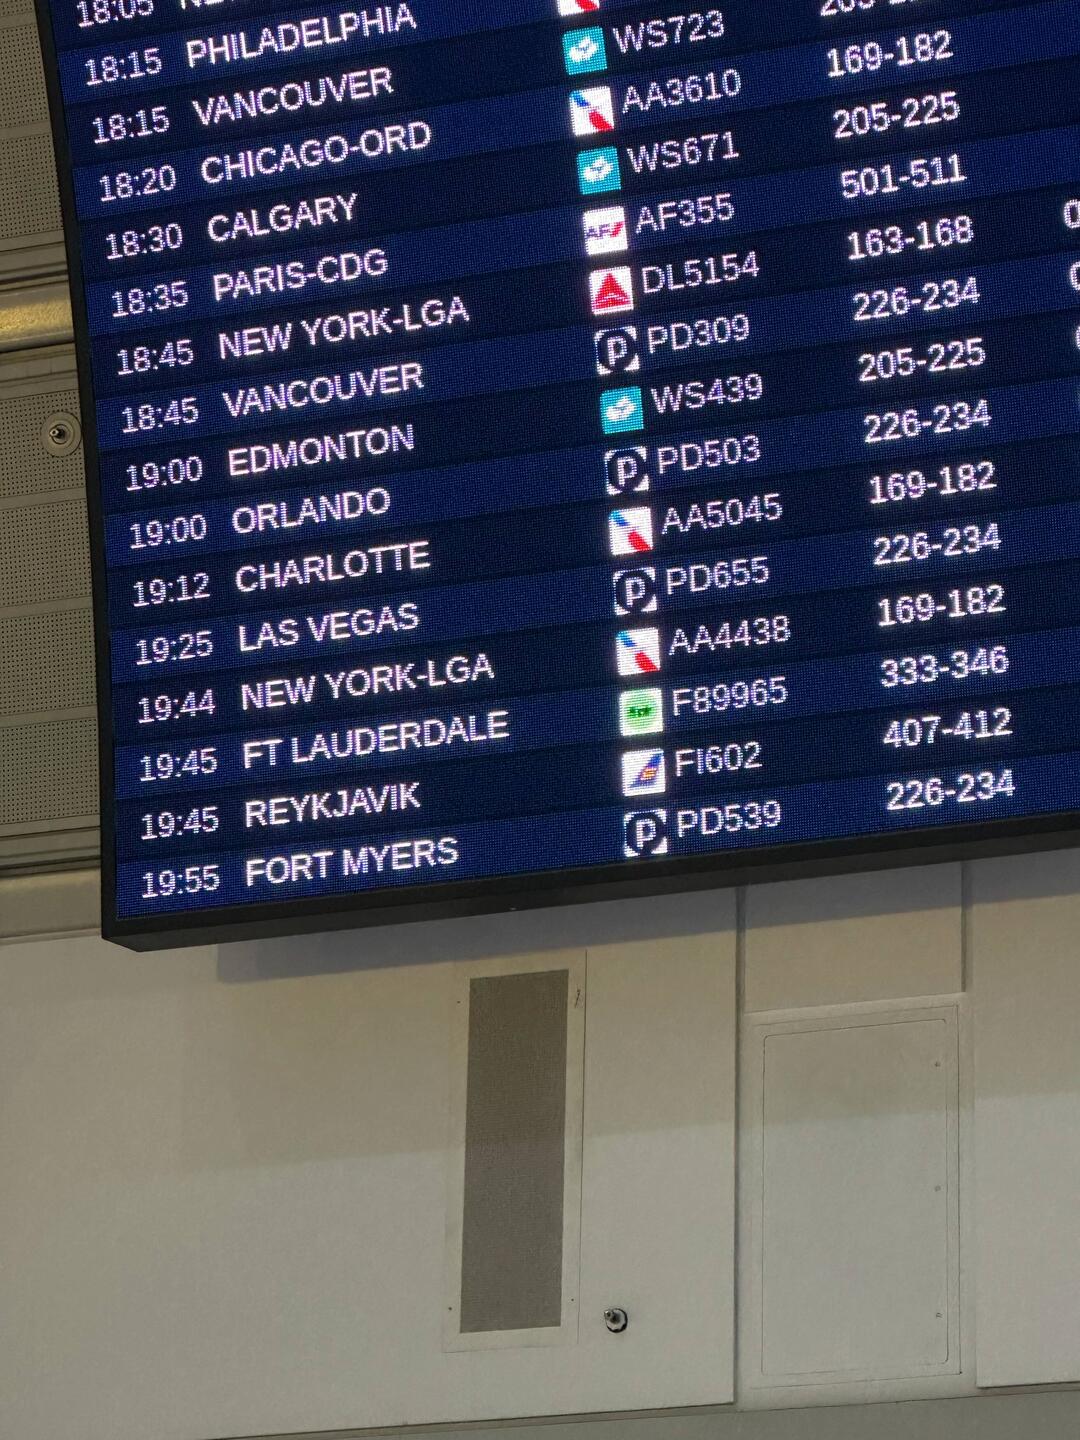 18:05
18:15 PHILADELPHIA
18:15 VANCOUVER WS723
18:20 CHICAGO-ORD AA3610 169-182
18:30 CALGARY WS671 205-225
18:35 PARIS-CDG AF AF355 501-511
18:45 NEW YORK-LGA DL5154 163-168
18:45 VANCOUVER p PD309 226-234
19:00 EDMONTON WS439 205-225
19:00 ORLANDO p PD503 226-234
19:12 CHARLOTTE AA5045 169-182
19:25 LAS VEGAS p PD655 226-234
19:44 NEW YORK-LGA AA4438 169-182
19:45 FT LAUDERDALE F89965 333-346
19:45 REYKJAVIK FI602 407-412
19:55 FORT MYERS p PD539 226-234